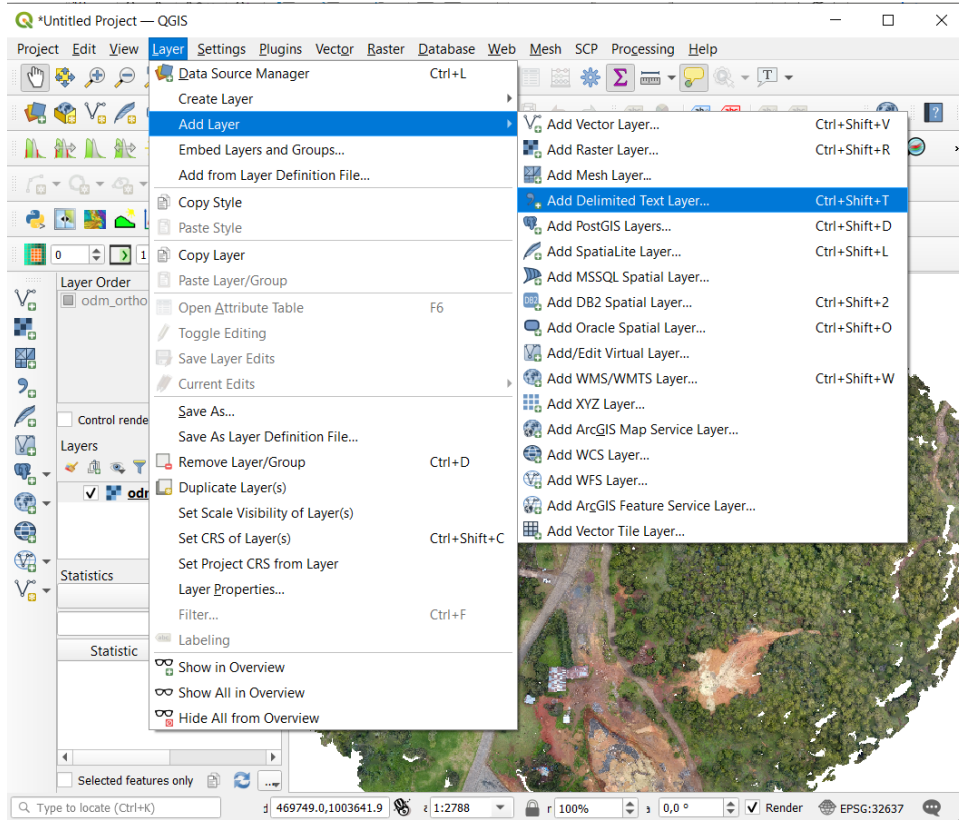 *Untitled Project — QGIS
Project Edit View Layer Settings Plugins Vector Raster Database Web Mesh SCP Processing Help
Data Source Manager Ctrl+L
Create Layer
Add Layer
Embed Layers and Groups...
Add from Layer Definition File...
Copy Style
Paste Style
Copy Layer
Paste Layer/Group
Open Attribute Table F6
Toggle Editing
Save Layer Edits
Current Edits
Save As...
Save As Layer Definition File...
Remove Layer/Group Ctrl+D
Duplicate Layer(s)
Set Scale Visibility of Layer(s)
Set CRS of Layer(s) Ctrl+Shift+C
Set Project CRS from Layer
Layer Properties...
Filter... Ctrl+F
Labeling
Show in Overview
Show All in Overview
Hide All from Overview
Add Vector Layer... Ctrl+Shift+V
Add Raster Layer... Ctrl+Shift+R
Add Mesh Layer...
Add Delimited Text Layer... Ctrl+Shift+T
Add PostGIS Layers... Ctrl+Shift+D
Add SpatiaLite Layer... Ctrl+Shift+L
Add MSSQL Spatial Layer...
Add DB2 Spatial Layer... Ctrl+Shift+2
Add Oracle Spatial Layer... Ctrl+Shift+O
Add/Edit Virtual Layer...
Add WMS/WMTS Layer... Ctrl+Shift+W
Add XYZ Layer...
Add ArcGIS Map Service Layer...
Add WCS Layer...
Add WFS Layer...
Add ArcGIS Feature Service Layer...
Add Vector Tile Layer...
0 1
Layer Order
odm_ortho
Control rende
Layers
odm
Statistics
Statistic
Selected features only
Type to locate (Ctrl+K) 469749.0,1003641.9 1:2788 100% 0,0 ° Render EPSG:32637